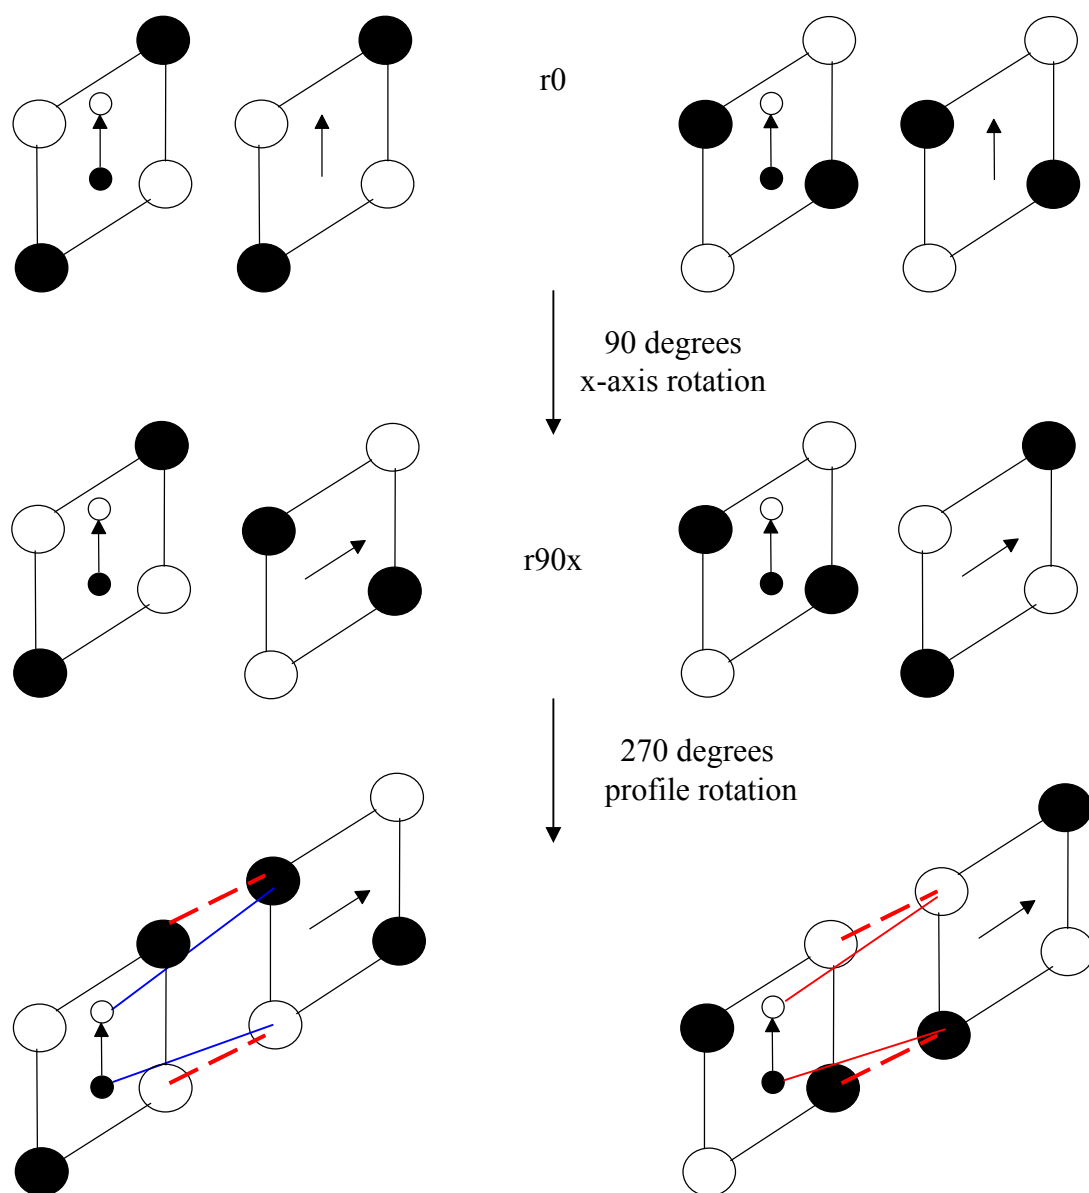 r0
90 degrees
x-axis rotation
r90x
270 degrees
profile rotation